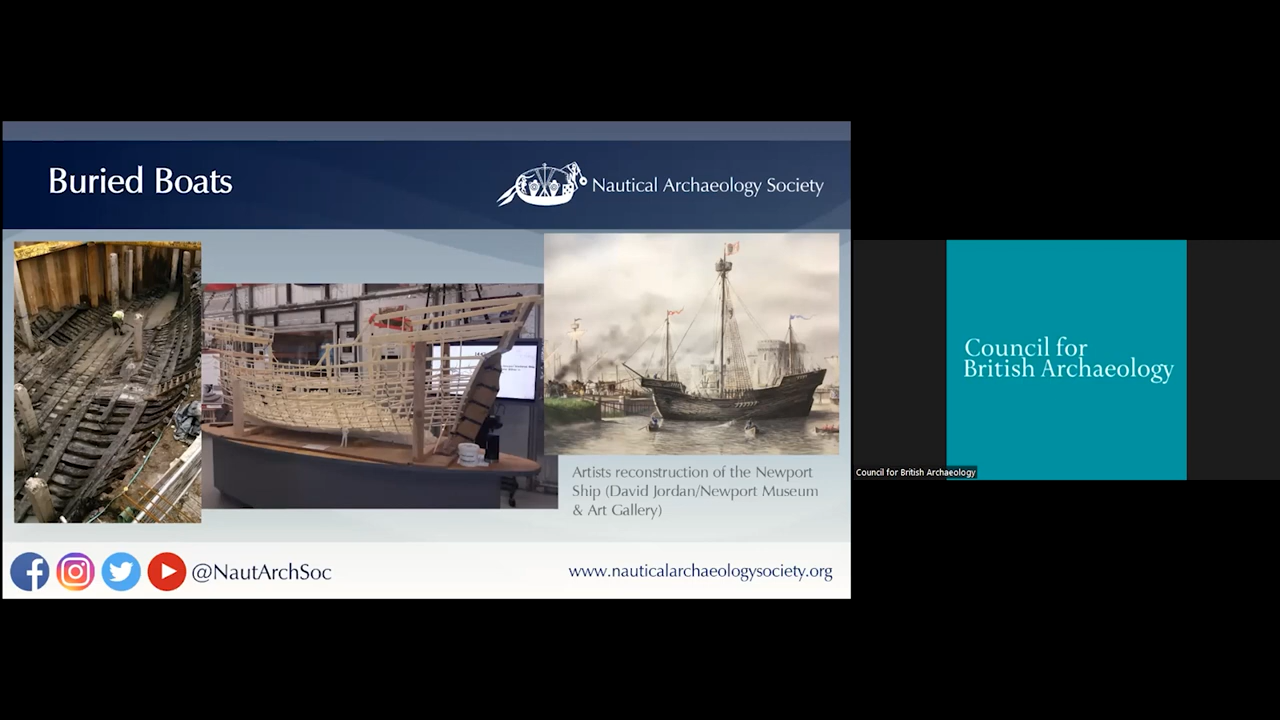 Buried Boats
Nautical Archaeology Society
Artists reconstruction of the Newport
Ship (David Jordan/Newport Museum
& Art Gallery)
@NautArchSoc
www.nauticalarchaeologysociety.org
Council for
British Archaeology
Council for British Archaeology